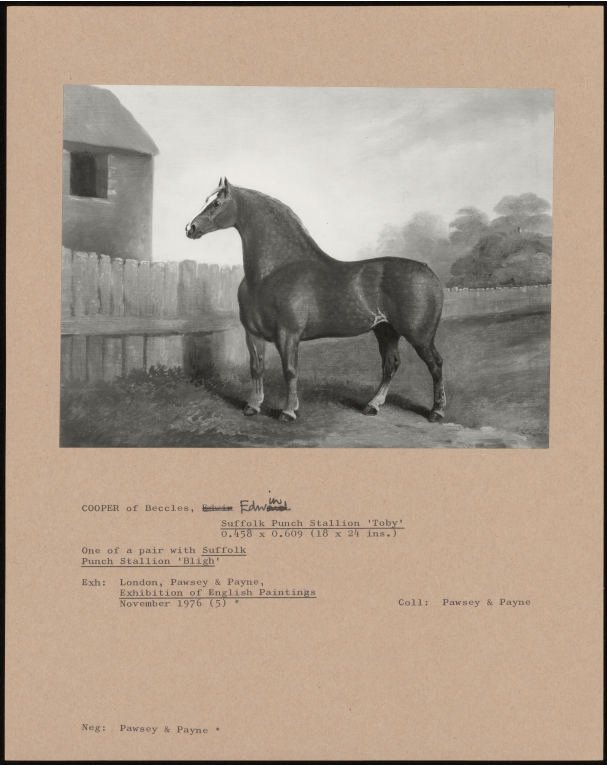 COOPER of Beccles, Edwin Edwin
Suffolk Punch Stallion 'Toby'
0.458 x 0.609 (18 x 24 ins.)
One of a pair with Suffolk
Punch Stallion 'Bligh'
Exh: London, Pawsey & Payne,
Exhibition of English Paintings
November 1976 (5) *
Coll: Pawsey & Payne
Neg: Pawsey & Payne *